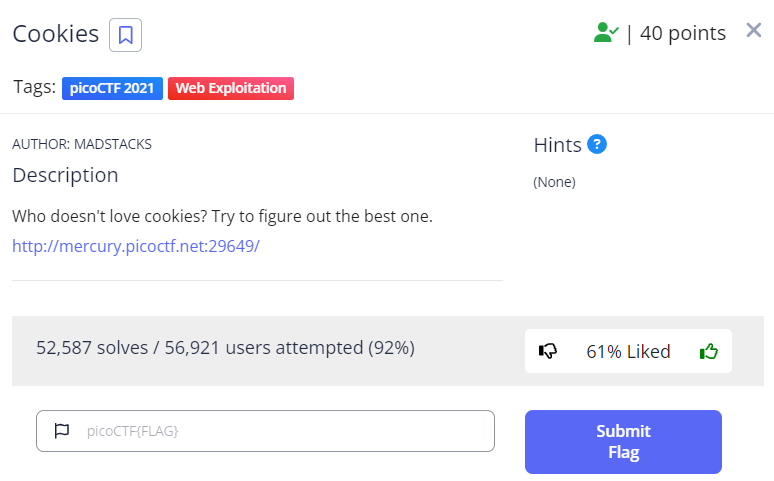 Cookies
| 40 points
Tags: picoCTF 2021 Web Exploitation
AUTHOR: MADSTACKS
Description
Who doesn't love cookies? Try to figure out the best one.
http://mercury.picoctf.net:29649/
Hints ?
(None)
52,587 solves / 56,921 users attempted (92%)
61% Liked
picoCTF{FLAG}
Submit
Flag